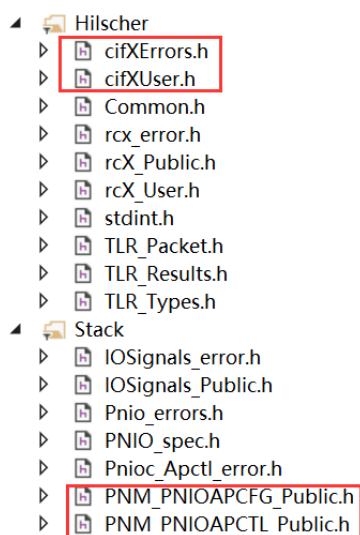 Hilscher
cifXErrors.h
cifXUser.h
Common.h
rcx_error.h
rcX_Public.h
rcX_User.h
stdint.h
TLR_Packet.h
TLR_Results.h
TLR_Types.h
Stack
IOSignals_error.h
IOSignals_Public.h
Pnio_errors.h
PNIO_spec.h
Pnioc_Apctl_error.h
PNM_PNIOAPCFG_Public.h
PNM_PNIOAPCTL_Public.h